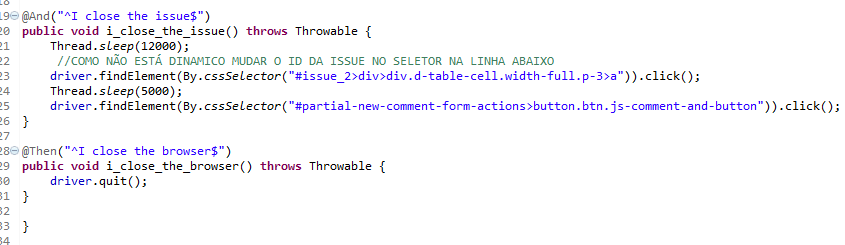 18
19 @And("^I close the issue$")
20 public void i_close_the_issue() throws Throwable {
21     Thread.sleep(12000);
22      //COMO NÃO ESTÁ DINAMICO MUDAR O ID DA ISSUE NO SELETOR NA LINHA ABAIXO
23     driver.findElement(By.cssSelector("#issue_2>div>div.d-table-cell.width-full.p-3>a")).click();
24     Thread.sleep(5000);
25     driver.findElement(By.cssSelector("#partial-new-comment-form-actions>button.btn.js-comment-and-button")).click();
26 }
27
28 @Then("^I close the browser$")
29 public void i_close_the_browser() throws Throwable {
30     driver.quit();
31 }
32
33 }
34